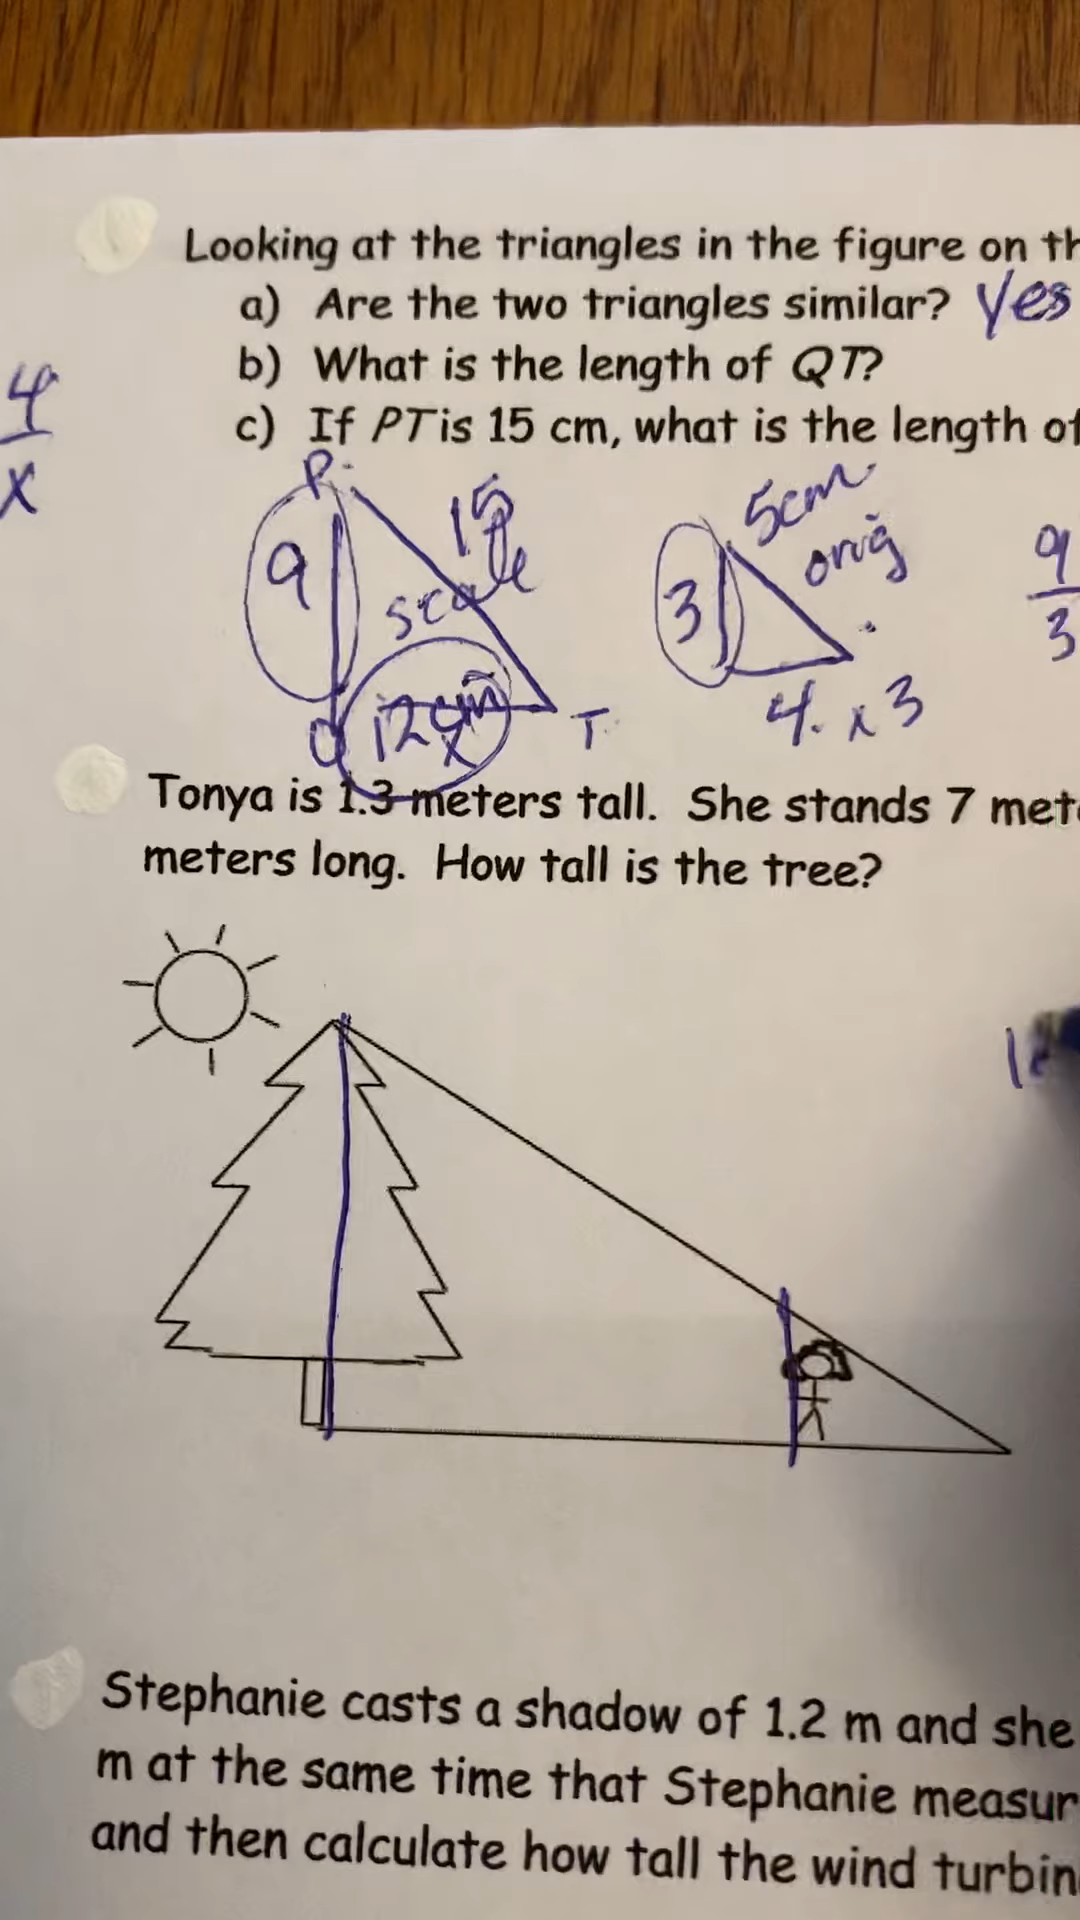 Looking at the triangles in the figure on th
a) Are the two triangles similar? Yes
b) What is the length of QT?
c) If PT is 15 cm, what is the length of
4
x
P
15
9
scale
12cm
x
Q
T
5cm
orig
3
4. x 3
9
3
Tonya is 1.3 meters tall. She stands 7 met
meters long. How tall is the tree?
Stephanie casts a shadow of 1.2 m and she
m at the same time that Stephanie measur
and then calculate how tall the wind turbin